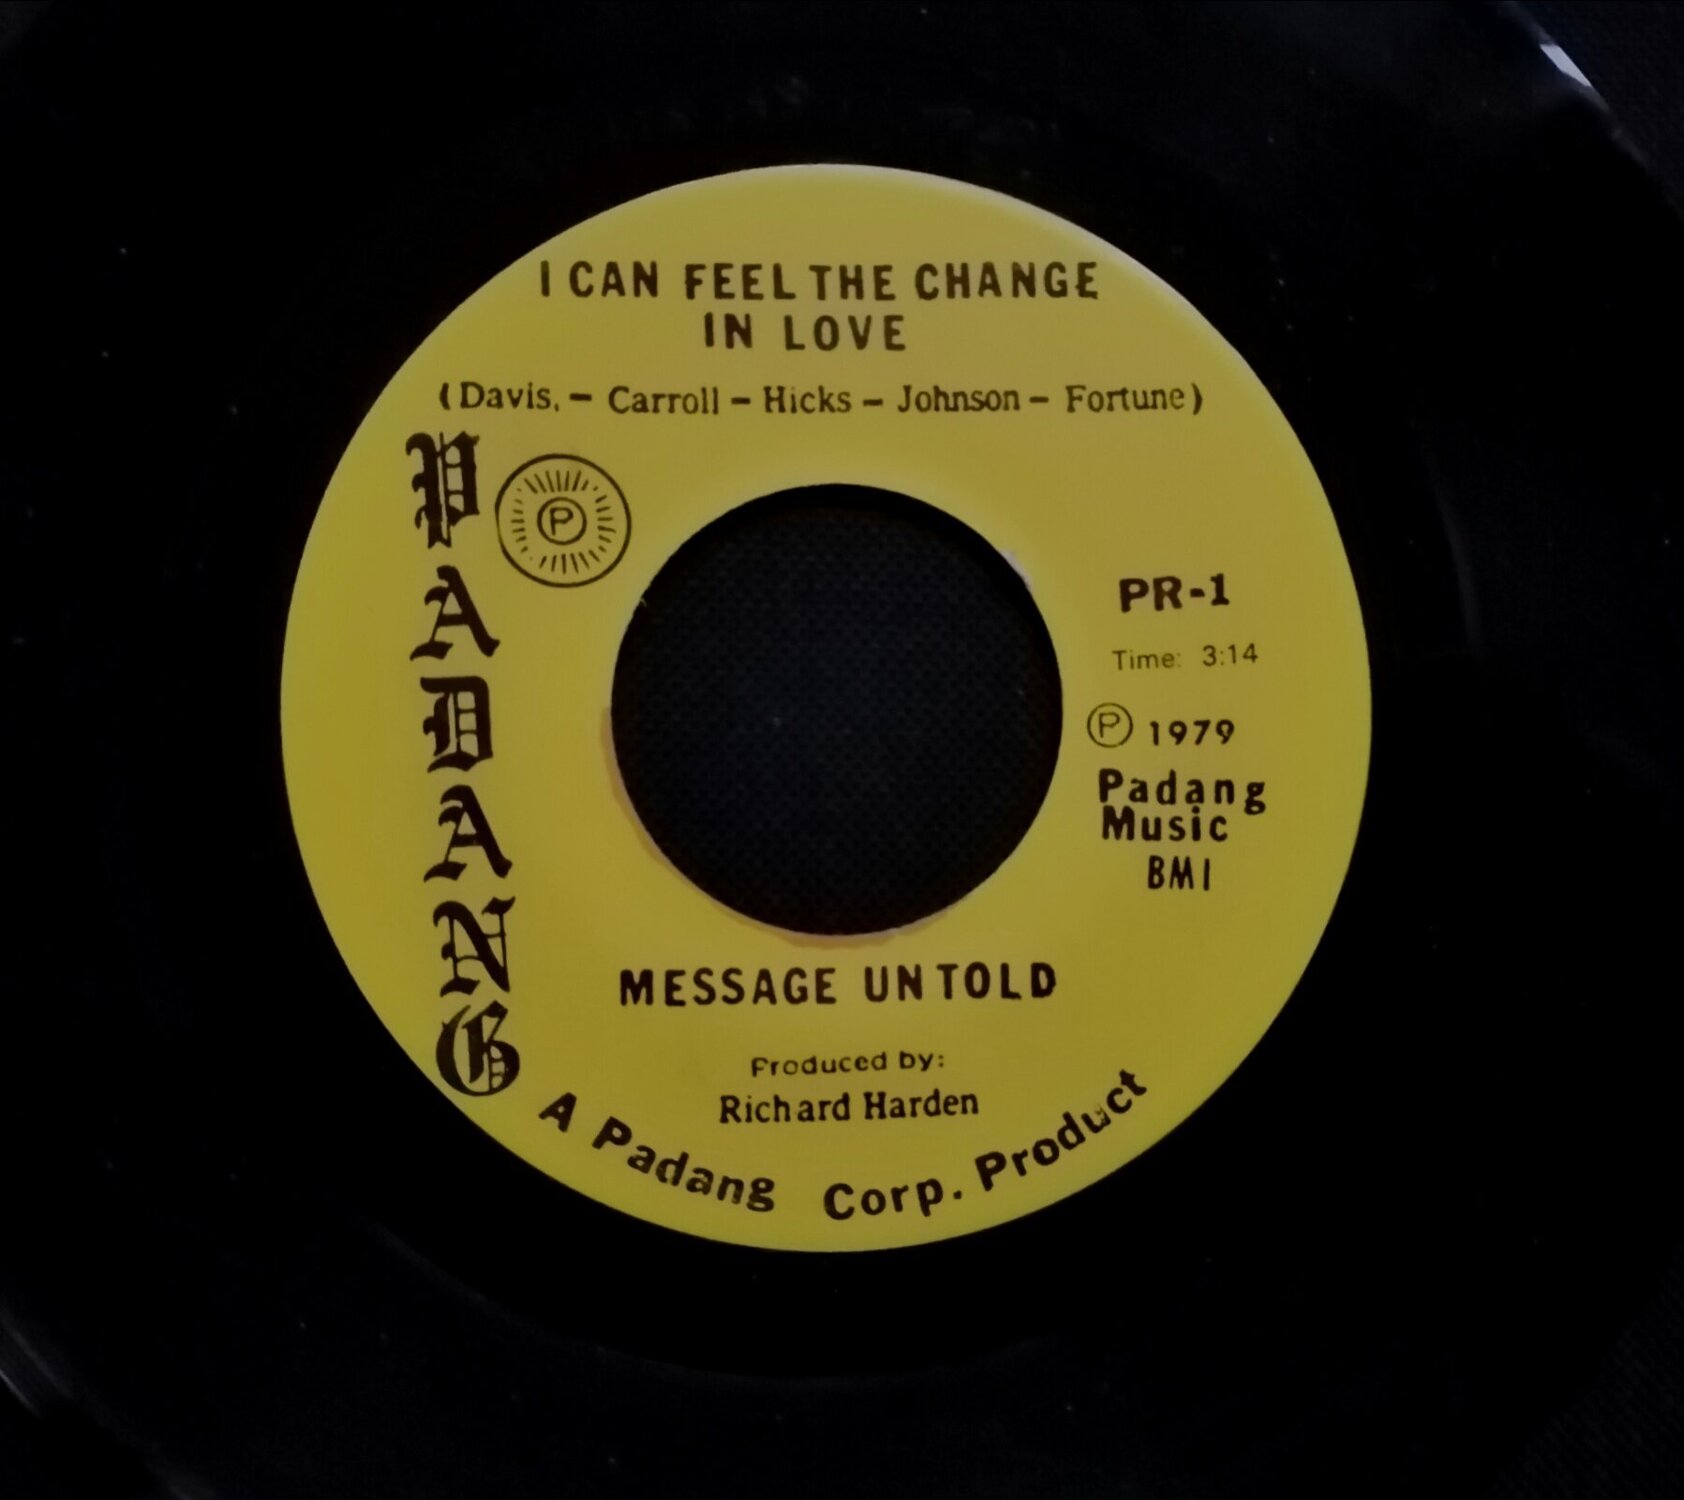 I CAN FEEL THE CHANGE
IN LOVE
(Davis. – Carroll – Hicks – Johnson – Fortune)
PADANG
Ⓟ
PR-1
Time: 3:14
Ⓟ 1979
Padang
Music
BMI
MESSAGE UNTOLD
Produced by:
Richard Harden
A Padang Corp. Product